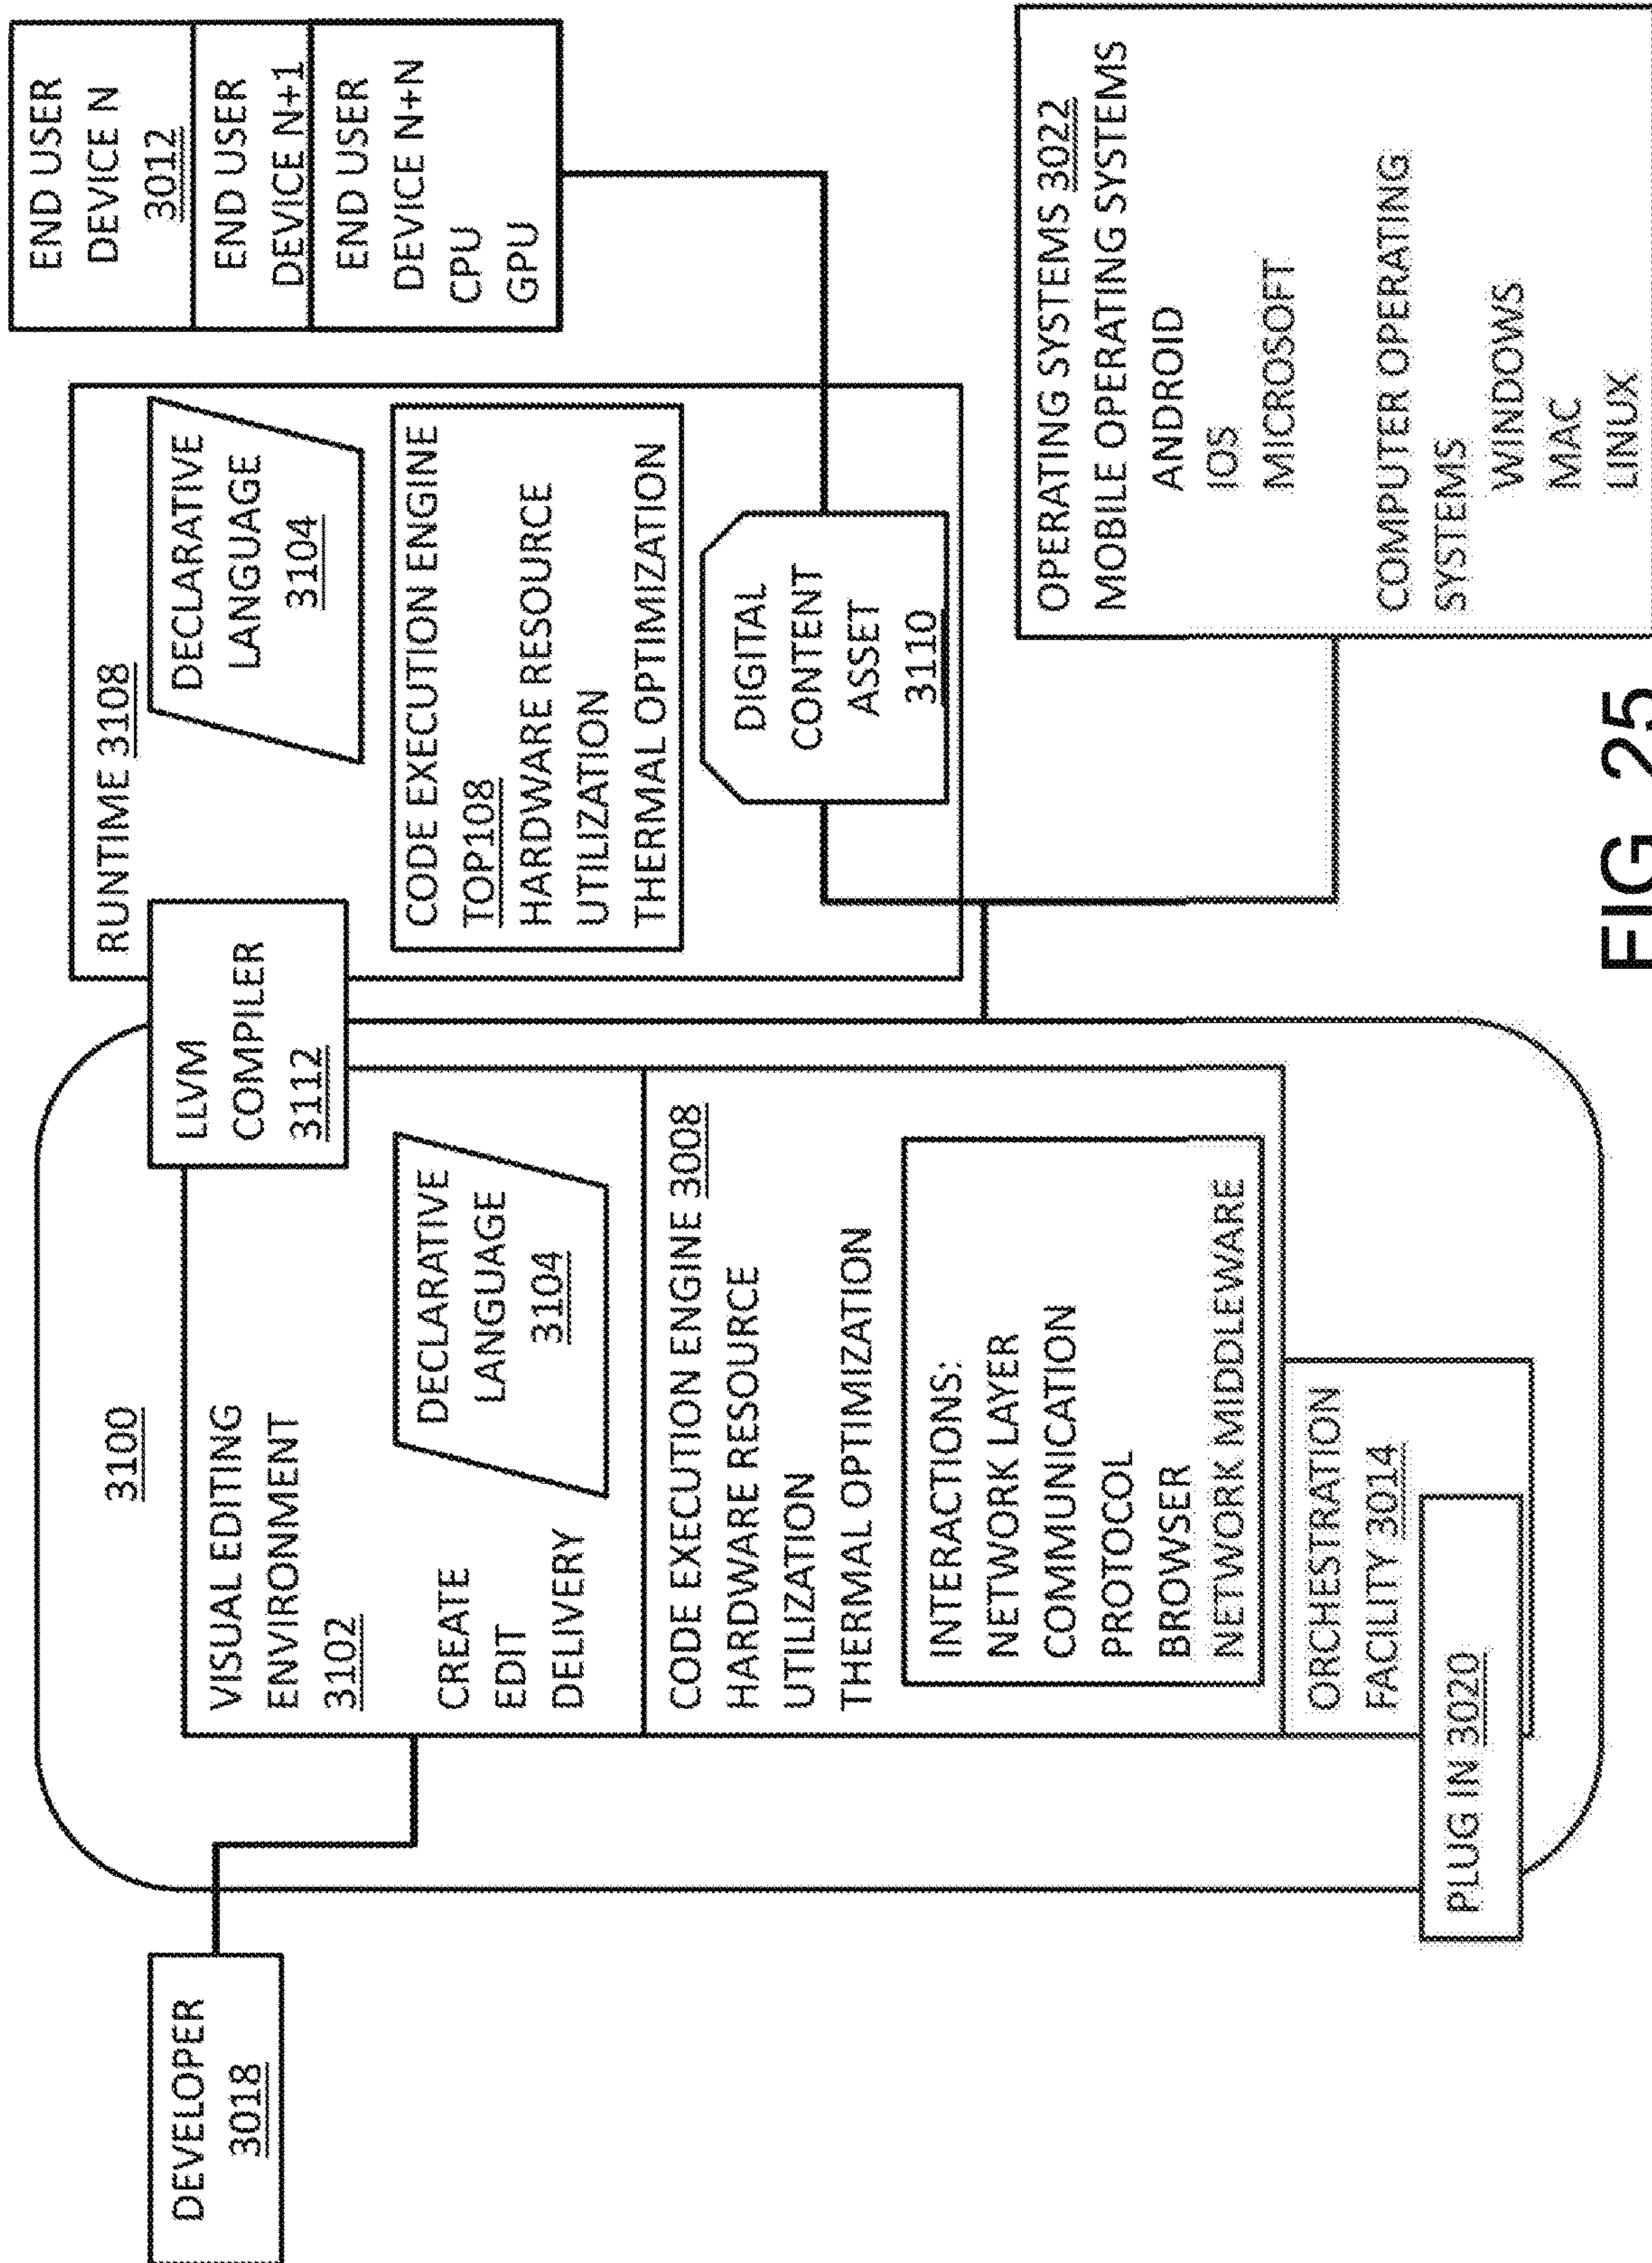 DEVELOPER
3018
3100
VISUAL EDITING
ENVIRONMENT
3102
CREATE
EDIT
DELIVERY
DECLARATIVE
LANGUAGE
3104
LLVM
COMPILER
3112
CODE EXECUTION ENGINE 3008
HARDWARE RESOURCE
UTILIZATION
THERMAL OPTIMIZATION
INTERACTIONS:
NETWORK LAYER
COMMUNICATION
PROTOCOL
BROWSER
NETWORK MIDDLEWARE
ORCHESTRATION
FACILITY 3014
PLUG IN 3020
RUNTIME 3108
DECLARATIVE
LANGUAGE
3104
CODE EXECUTION ENGINE
TOP108
HARDWARE RESOURCE
UTILIZATION
THERMAL OPTIMIZATION
DIGITAL
CONTENT
ASSET
3110
END USER
DEVICE N
3012
END USER
DEVICE N+1
END USER
DEVICE N+N
CPU
GPU
OPERATING SYSTEMS 3022
MOBILE OPERATING SYSTEMS
ANDROID
IOS
MICROSOFT
COMPUTER OPERATING
SYSTEMS
WINDOWS
MAC
LINUX
FIG. 25